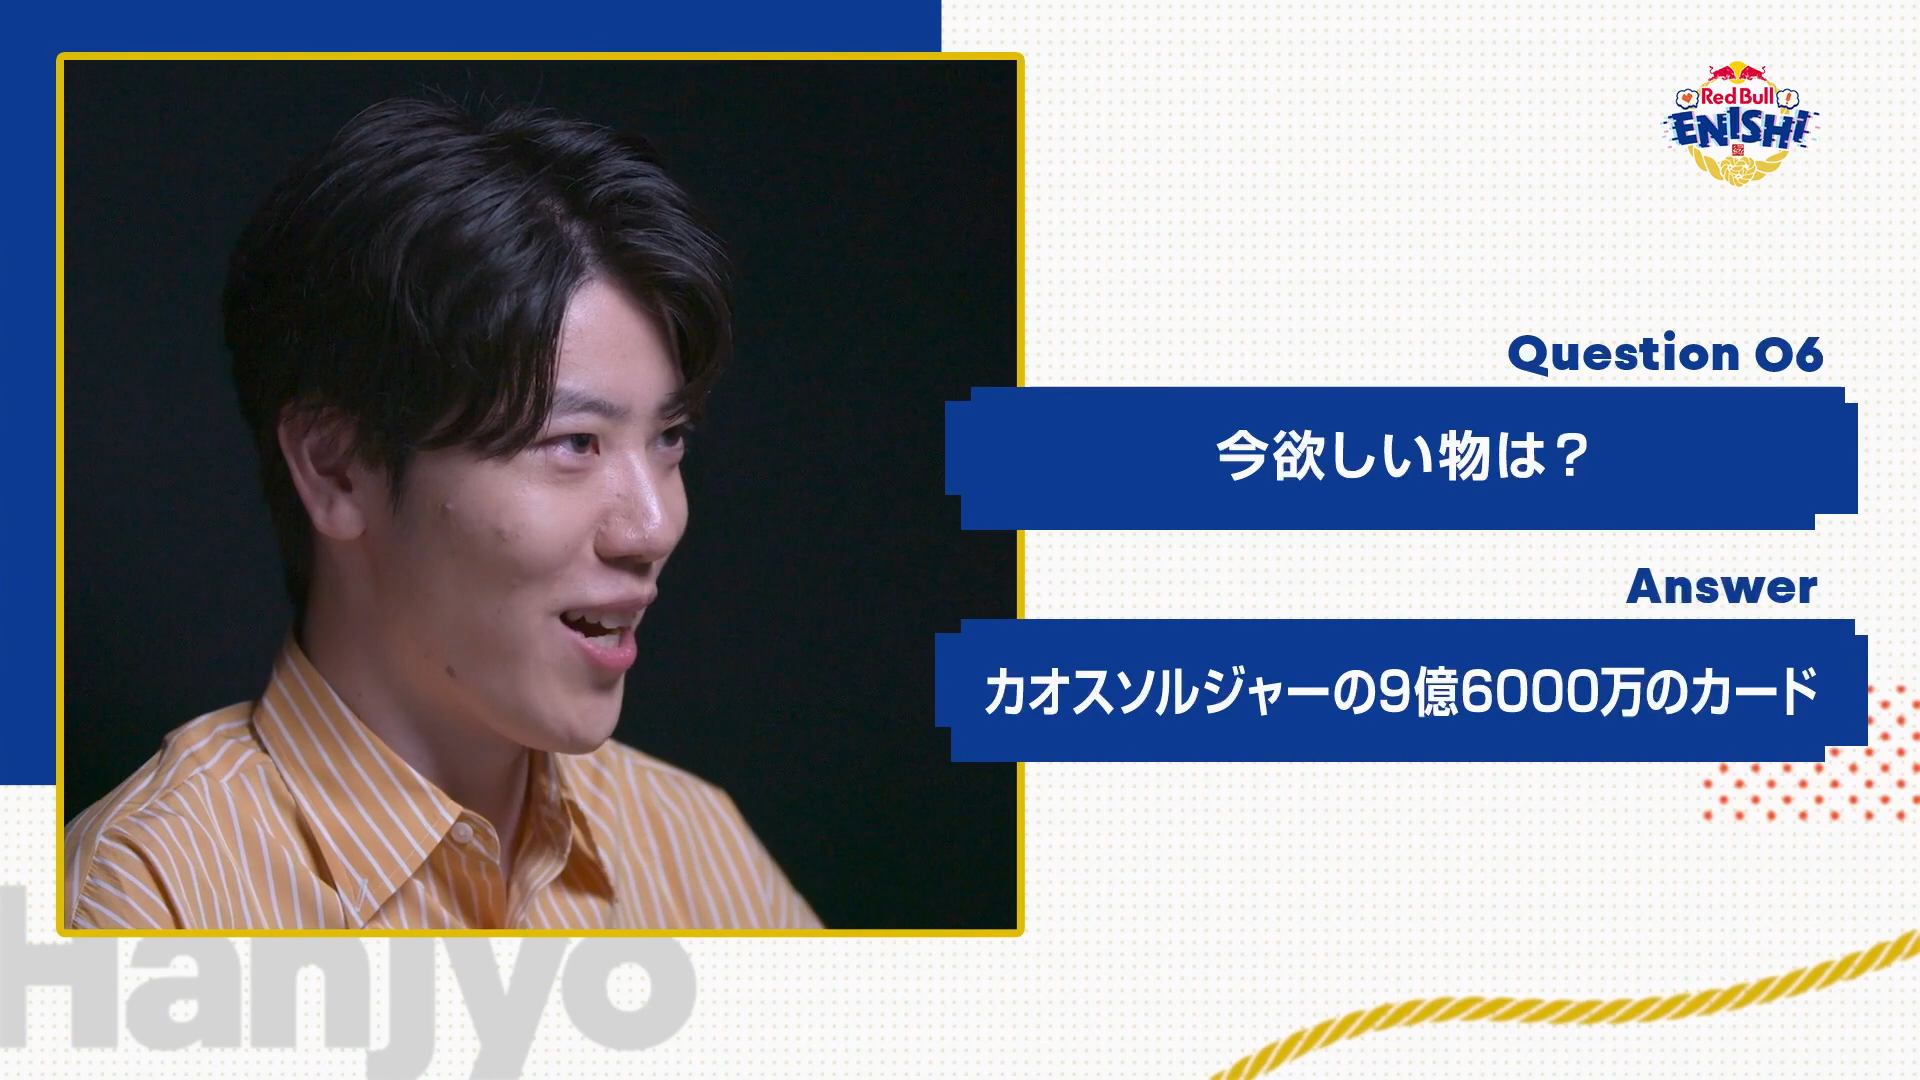 Red Bull
ENISHi
Question 06
今欲しい物は？
Answer
カオスソルジャーの9億6000万のカード
Hanjyo